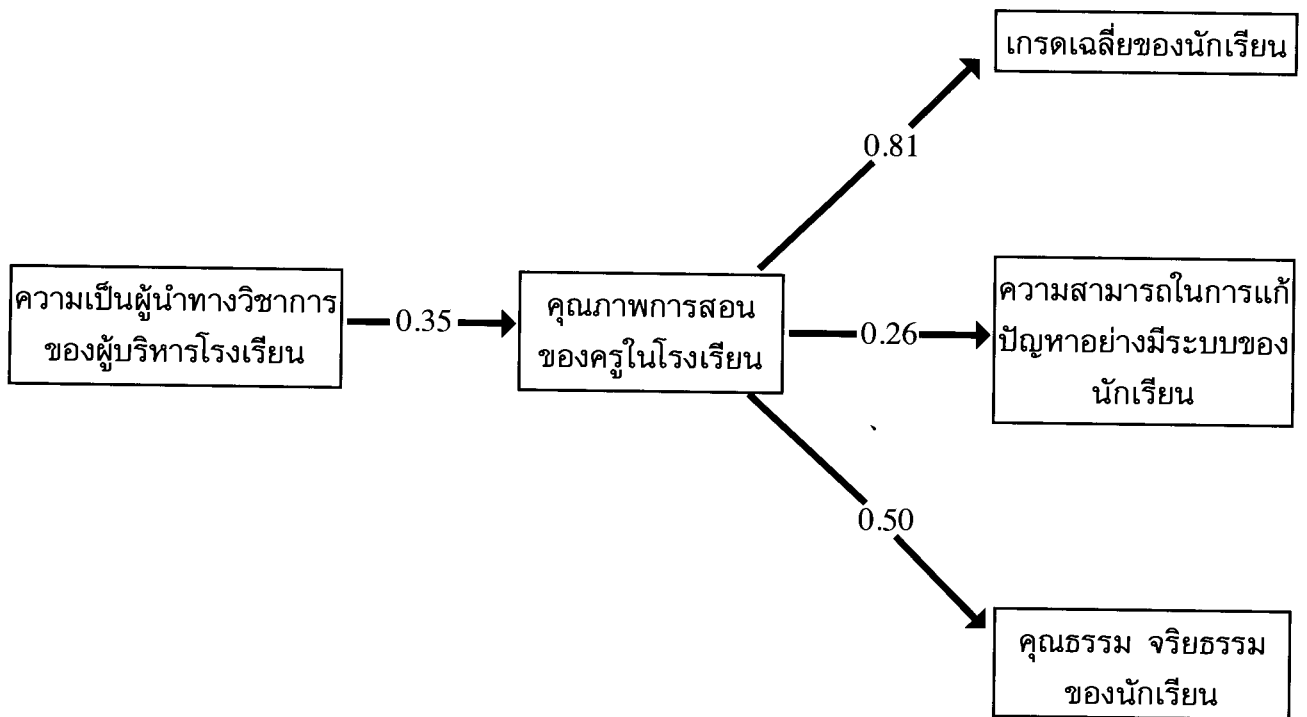 เกรดเฉลี่ยของนักเรียน
0.81
ความเป็นผู้นำทางวิชาการ
ของผู้บริหารโรงเรียน
0.35
คุณภาพการสอน
ของครูในโรงเรียน
0.26
ความสามารถในการแก้
ปัญหาอย่างมีระบบของ
นักเรียน
0.50
คุณธรรม จริยธรรม
ของนักเรียน